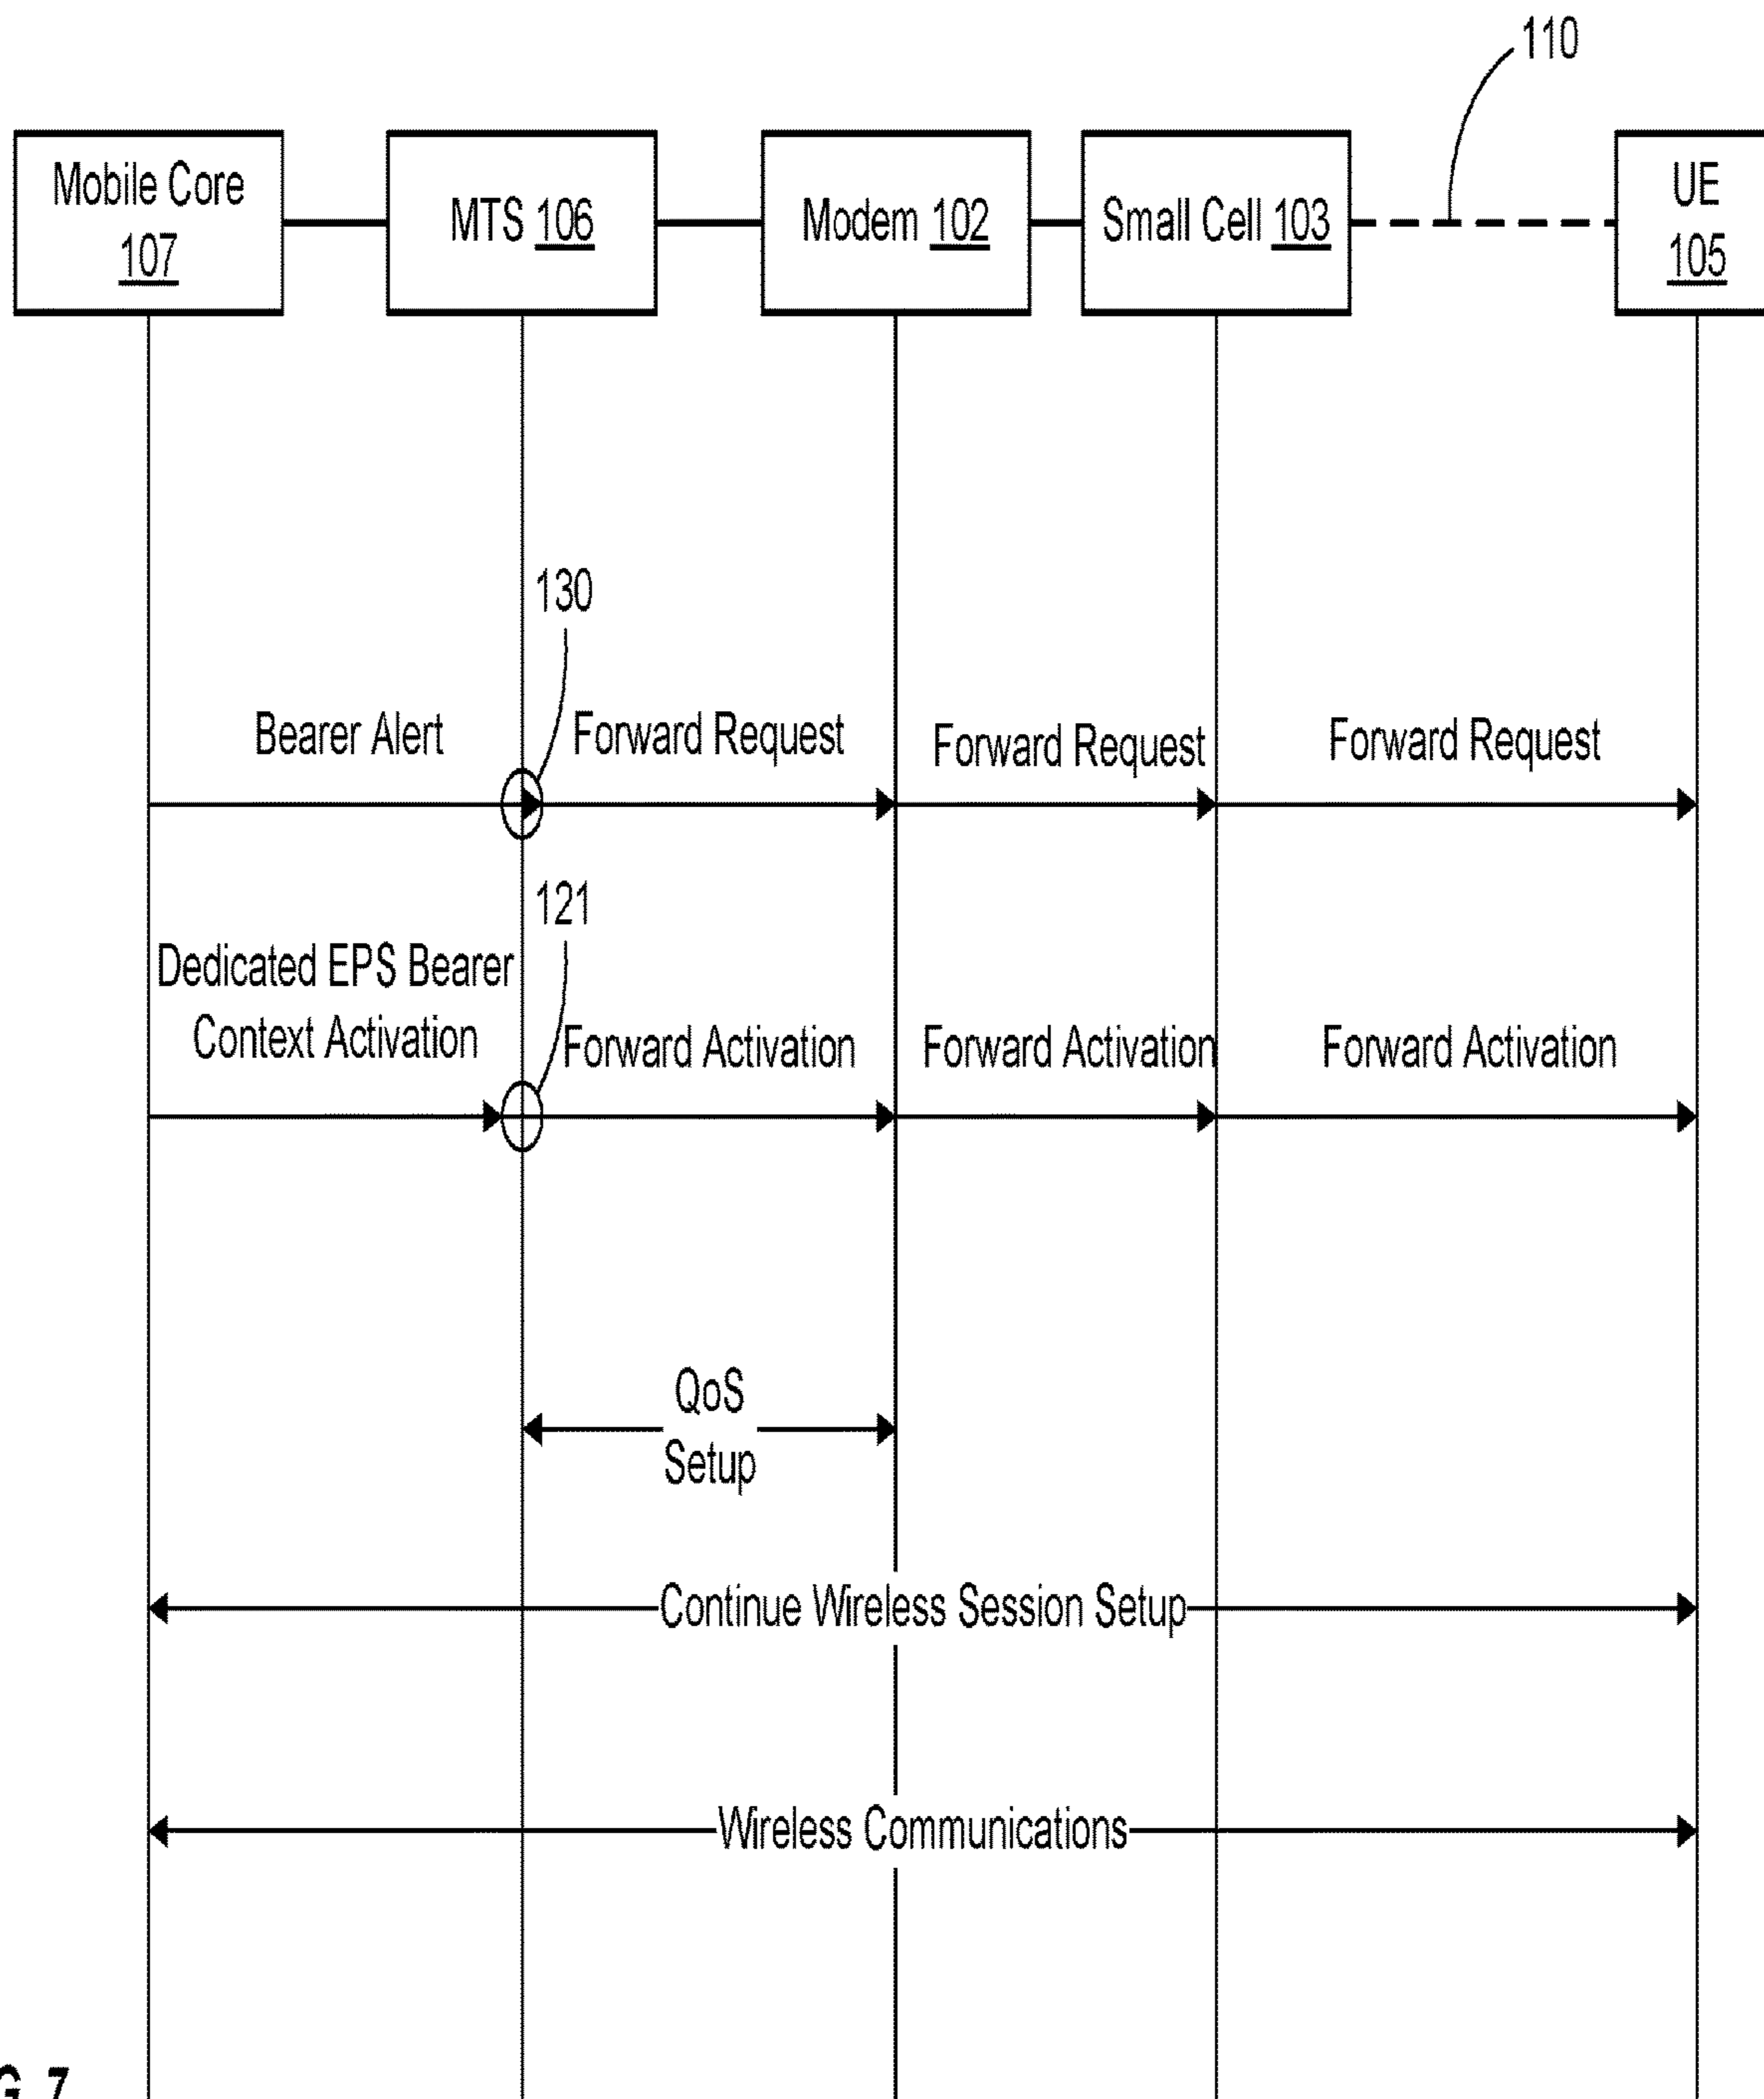 110
Mobile Core
107
MTS 106
Modem 102
Small Cell 103
UE
105
130
Bearer Alert
Forward Request
Forward Request
Forward Request
121
Dedicated EPS Bearer
Context Activation
Forward Activation
Forward Activation
Forward Activation
QoS
Setup
Continue Wireless Session Setup
Wireless Communications
G. 7